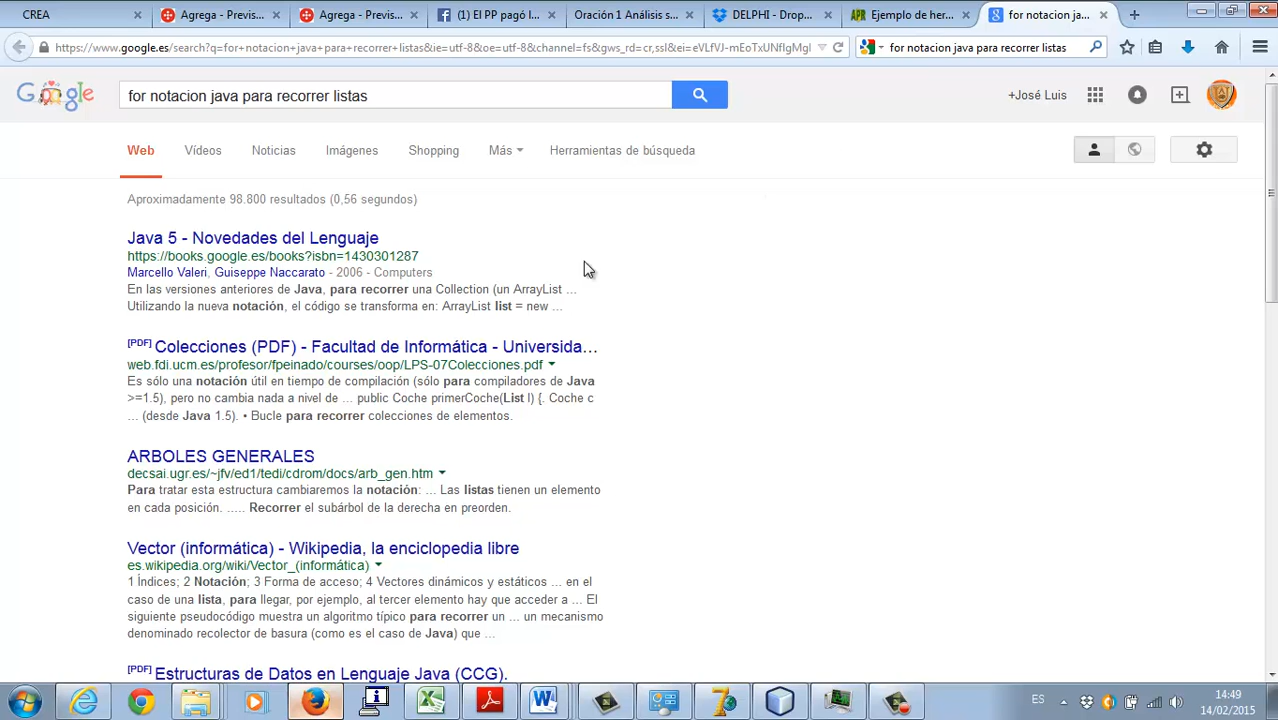 CREA
Agrega - Previs...
Agrega - Previs...
(1) El PP pagó l...
Oración 1 Análisis s...
DELPHI - Drop...
Ejemplo de her...
for notacion ja...
https://www.google.es/search?q=for+notacion+java+para+recorrer+listas&ie=utf-8&oe=utf-8&channel=fs&gws_rd=cr,ssl&ei=
for notacion java para recorrer listas
Google
for notacion java para recorrer listas
+José Luis
Web
Vídeos
Noticias
Imágenes
Shopping
Más
Herramientas de búsqueda
Aproximadamente 98.800 resultados (0,56 segundos)
Java 5 - Novedades del Lenguaje
https://books.google.es/books?isbn=1430301287
Marcello Valeri, Guiseppe Naccarato - 2006 - Computers
En las versiones anteriores de Java, para recorrer una Collection (un ArrayList ...
Utilizando la nueva notación, el código se transforma en: ArrayList list = new ...
[PDF] Colecciones (PDF) - Facultad de Informática - Universida...
web.fdi.ucm.es/profesor/fpeinado/courses/oop/LPS-07Colecciones.pdf
Es sólo una notación útil en tiempo de compilación (sólo para compiladores de Java
>=1.5), pero no cambia nada a nivel de ... public Coche primerCoche(List l) {. Coche c
... (desde Java 1.5). • Bucle para recorrer colecciones de elementos.
ARBOLES GENERALES
decsai.ugr.es/~jfv/ed1/tedi/cdrom/docs/arb_gen.htm
Para tratar esta estructura cambiaremos la notación: ... Las listas tienen un elemento
en cada posición. ..... Recorrer el subárbol de la derecha en preorden.
Vector (informática) - Wikipedia, la enciclopedia libre
es.wikipedia.org/wiki/Vector_(informática)
1 Índices; 2 Notación; 3 Forma de acceso; 4 Vectores dinámicos y estáticos ... en el
caso de una lista, para llegar, por ejemplo, al tercer elemento hay que acceder a ... El
siguiente pseudocódigo muestra un algoritmo típico para recorrer un ... un mecanismo
denominado recolector de basura (como es el caso de Java) que ...
[PDF] Estructuras de Datos en Lenguaje Java (CCG).
ES
14:49
14/02/2015